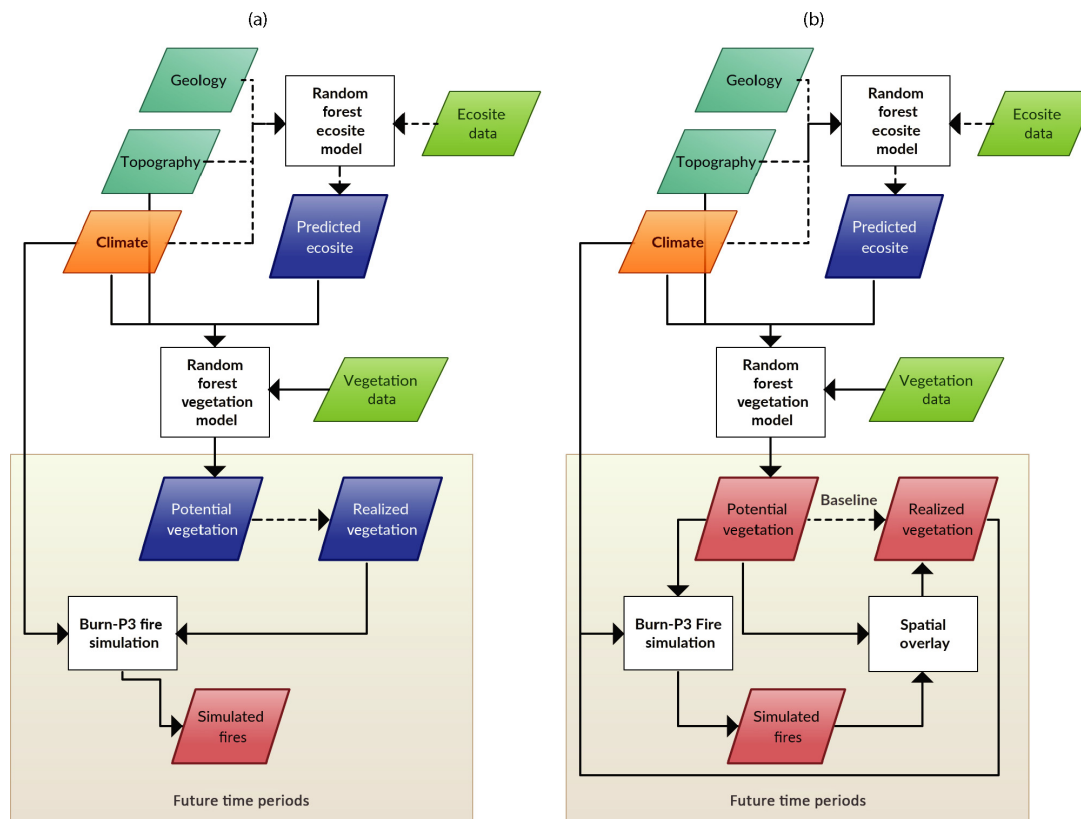 (a)
Geology
Random
forest
ecosite
model
Ecosite
data
Topography
Climate
Predicted
ecosite
Random
forest
vegetation
model
Vegetation
data
Potential
vegetation
Realized
vegetation
Burn-P3 fire
simulation
Simulated
fires
Future time periods
(b)
Geology
Random
forest
ecosite
model
Ecosite
data
Topography
Climate
Predicted
ecosite
Random
forest
vegetation
model
Vegetation
data
Potential
vegetation
Baseline
Realized
vegetation
Burn-P3 Fire
simulation
Spatial
overlay
Simulated
fires
Future time periods